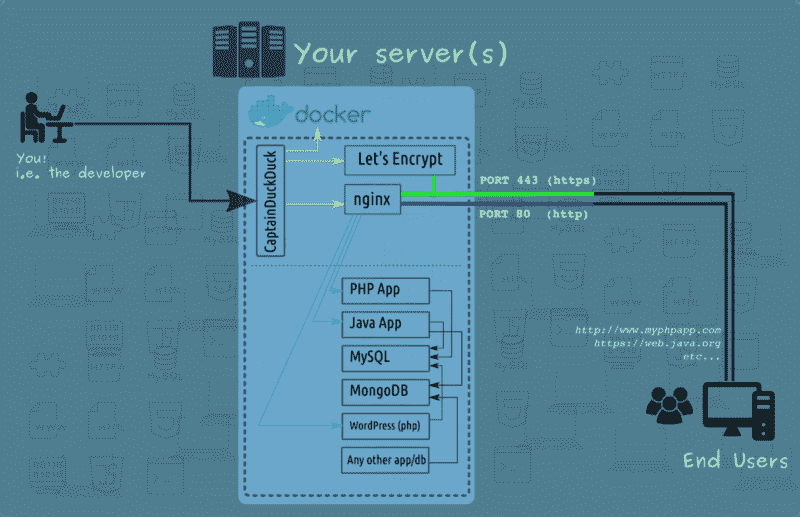 Your server(s)
docker
You!
i.e. the developer
CaptainDuckDuck
Let's Encrypt
nginx
PORT 443 (https)
PORT 80 (http)
PHP App
Java App
MySQL
MongoDB
WordPress (php)
Any other app/db
http://www.myphpapp.com
https://web.java.org
etc...
End Users